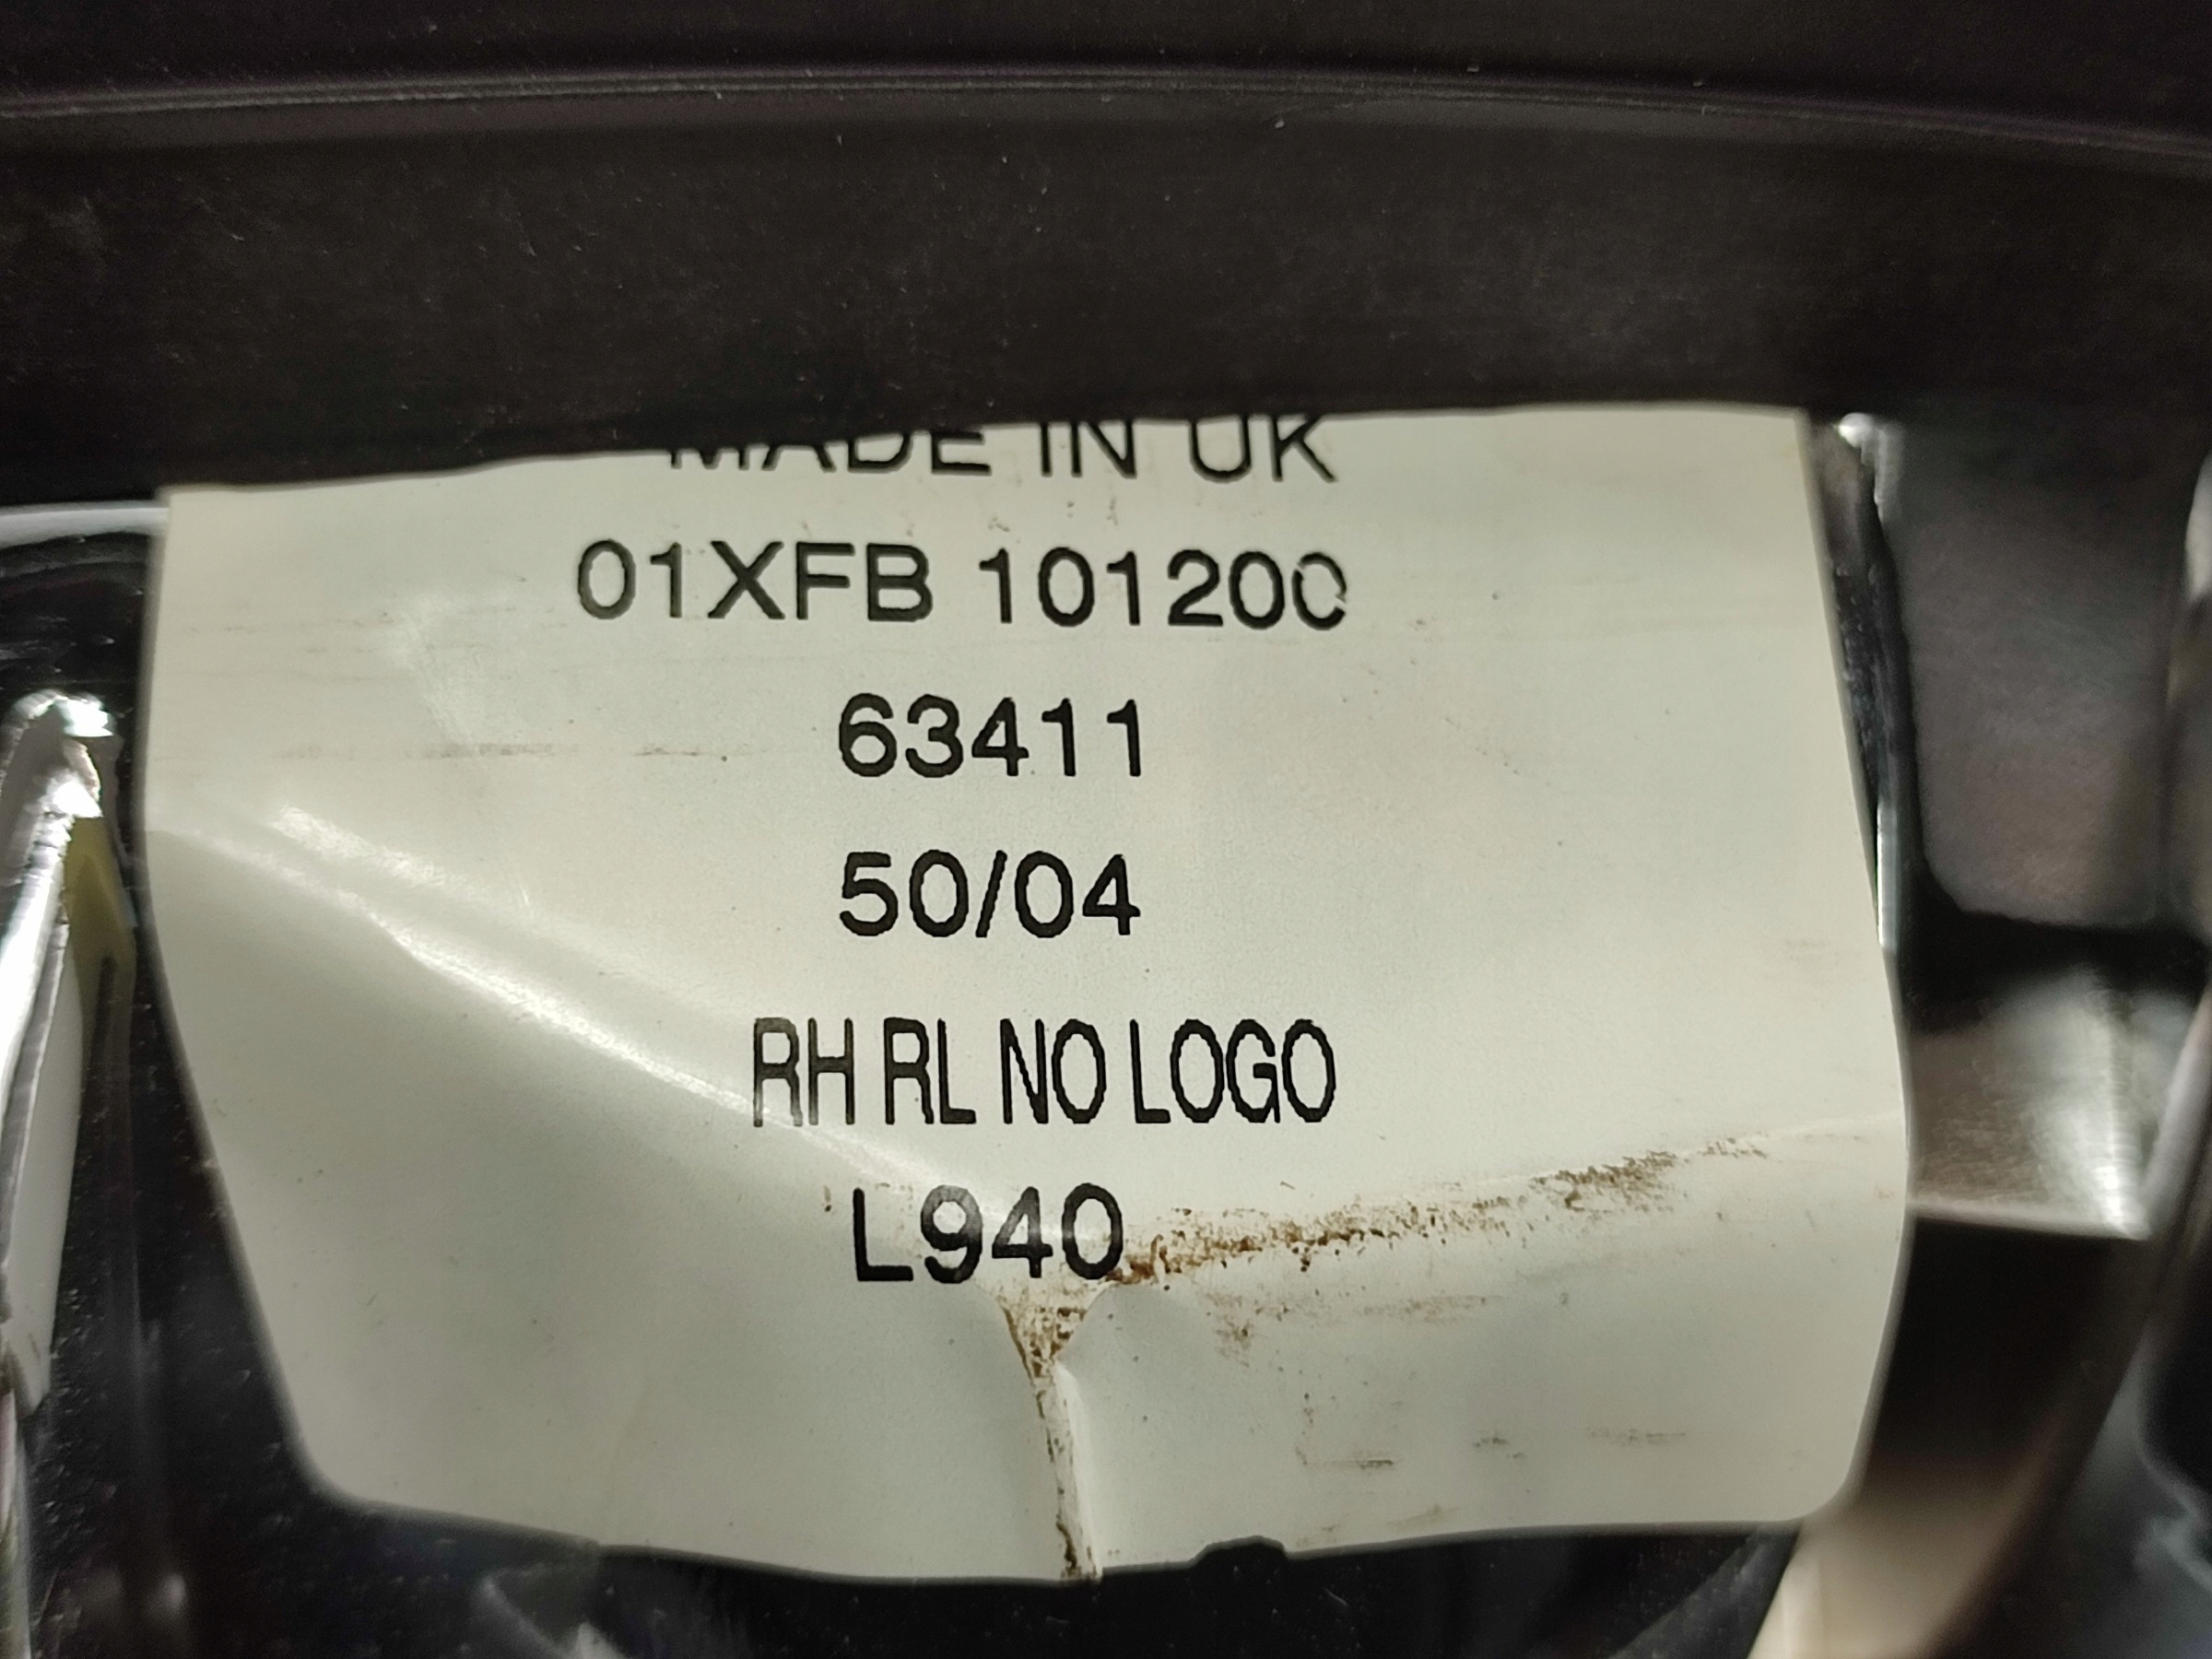 MADE IN UK
01XFB 101200
63411
50/04
RH RL NO LOGO
L940